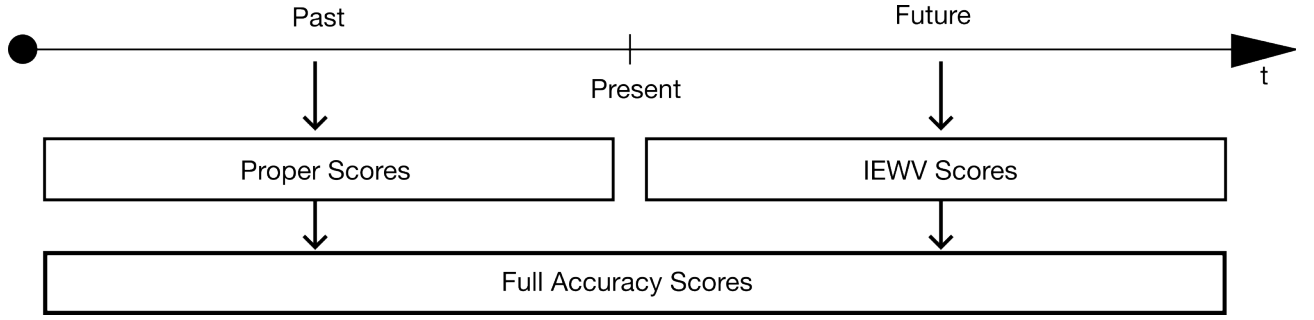 Past
Future
Present
t
Proper Scores
IEWV Scores
Full Accuracy Scores